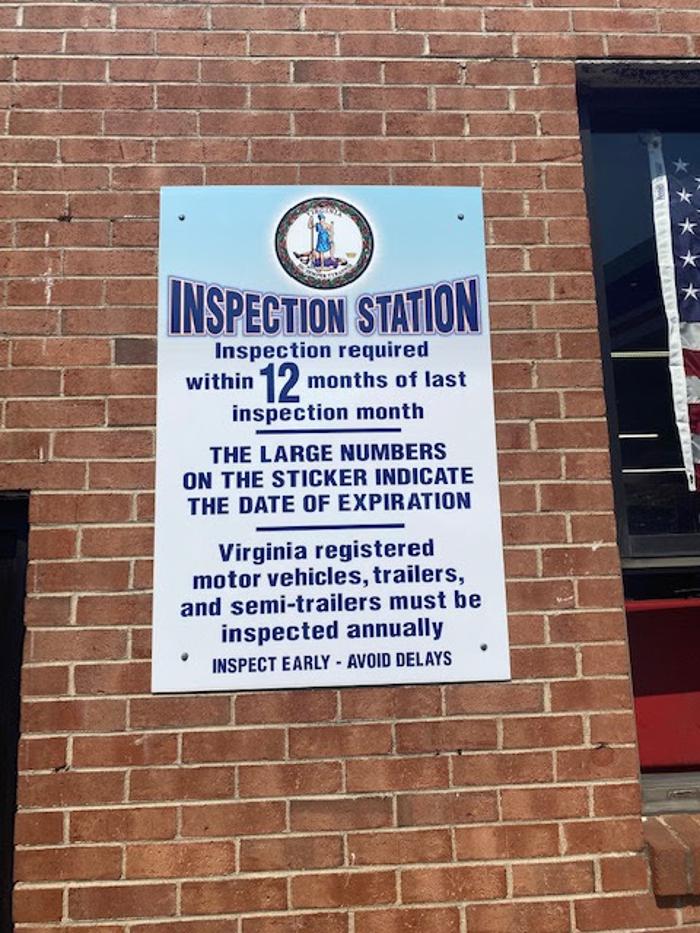 VIRGINIA
INSPECTION STATION
Inspection required
within 12 months of last
inspection month
THE LARGE NUMBERS
ON THE STICKER INDICATE
THE DATE OF EXPIRATION
Virginia registered
motor vehicles, trailers,
and semi-trailers must be
inspected annually
INSPECT EARLY - AVOID DELAYS